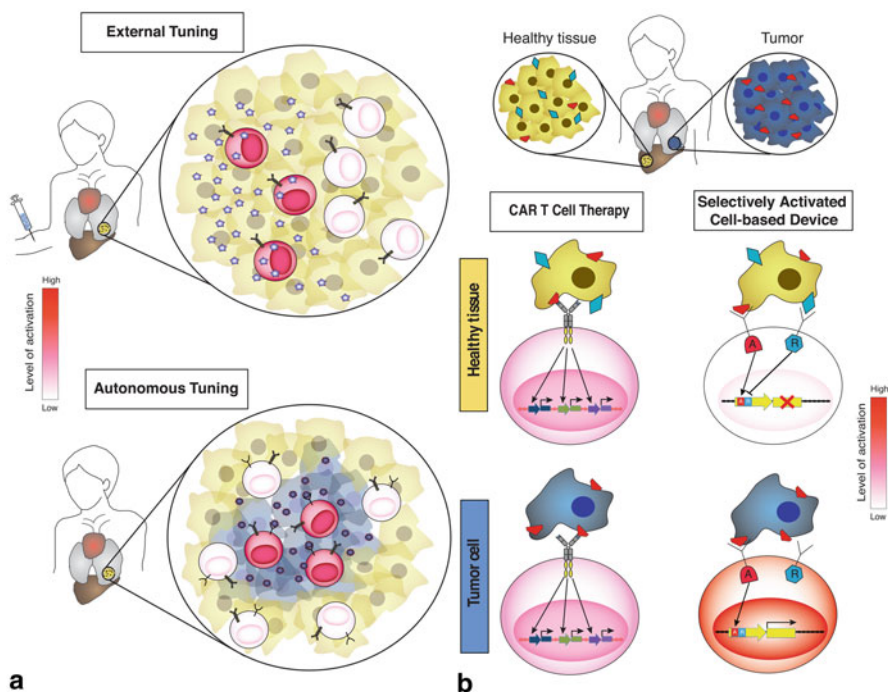 External Tuning
High
Level of activation
Low
Autonomous Tuning
a
Healthy tissue
Tumor
CAR T Cell Therapy
Selectively Activated
Cell-based Device
Healthy tissue
A
R
A
R
Tumor cell
A
R
A
R
High
Level of activation
Low
b